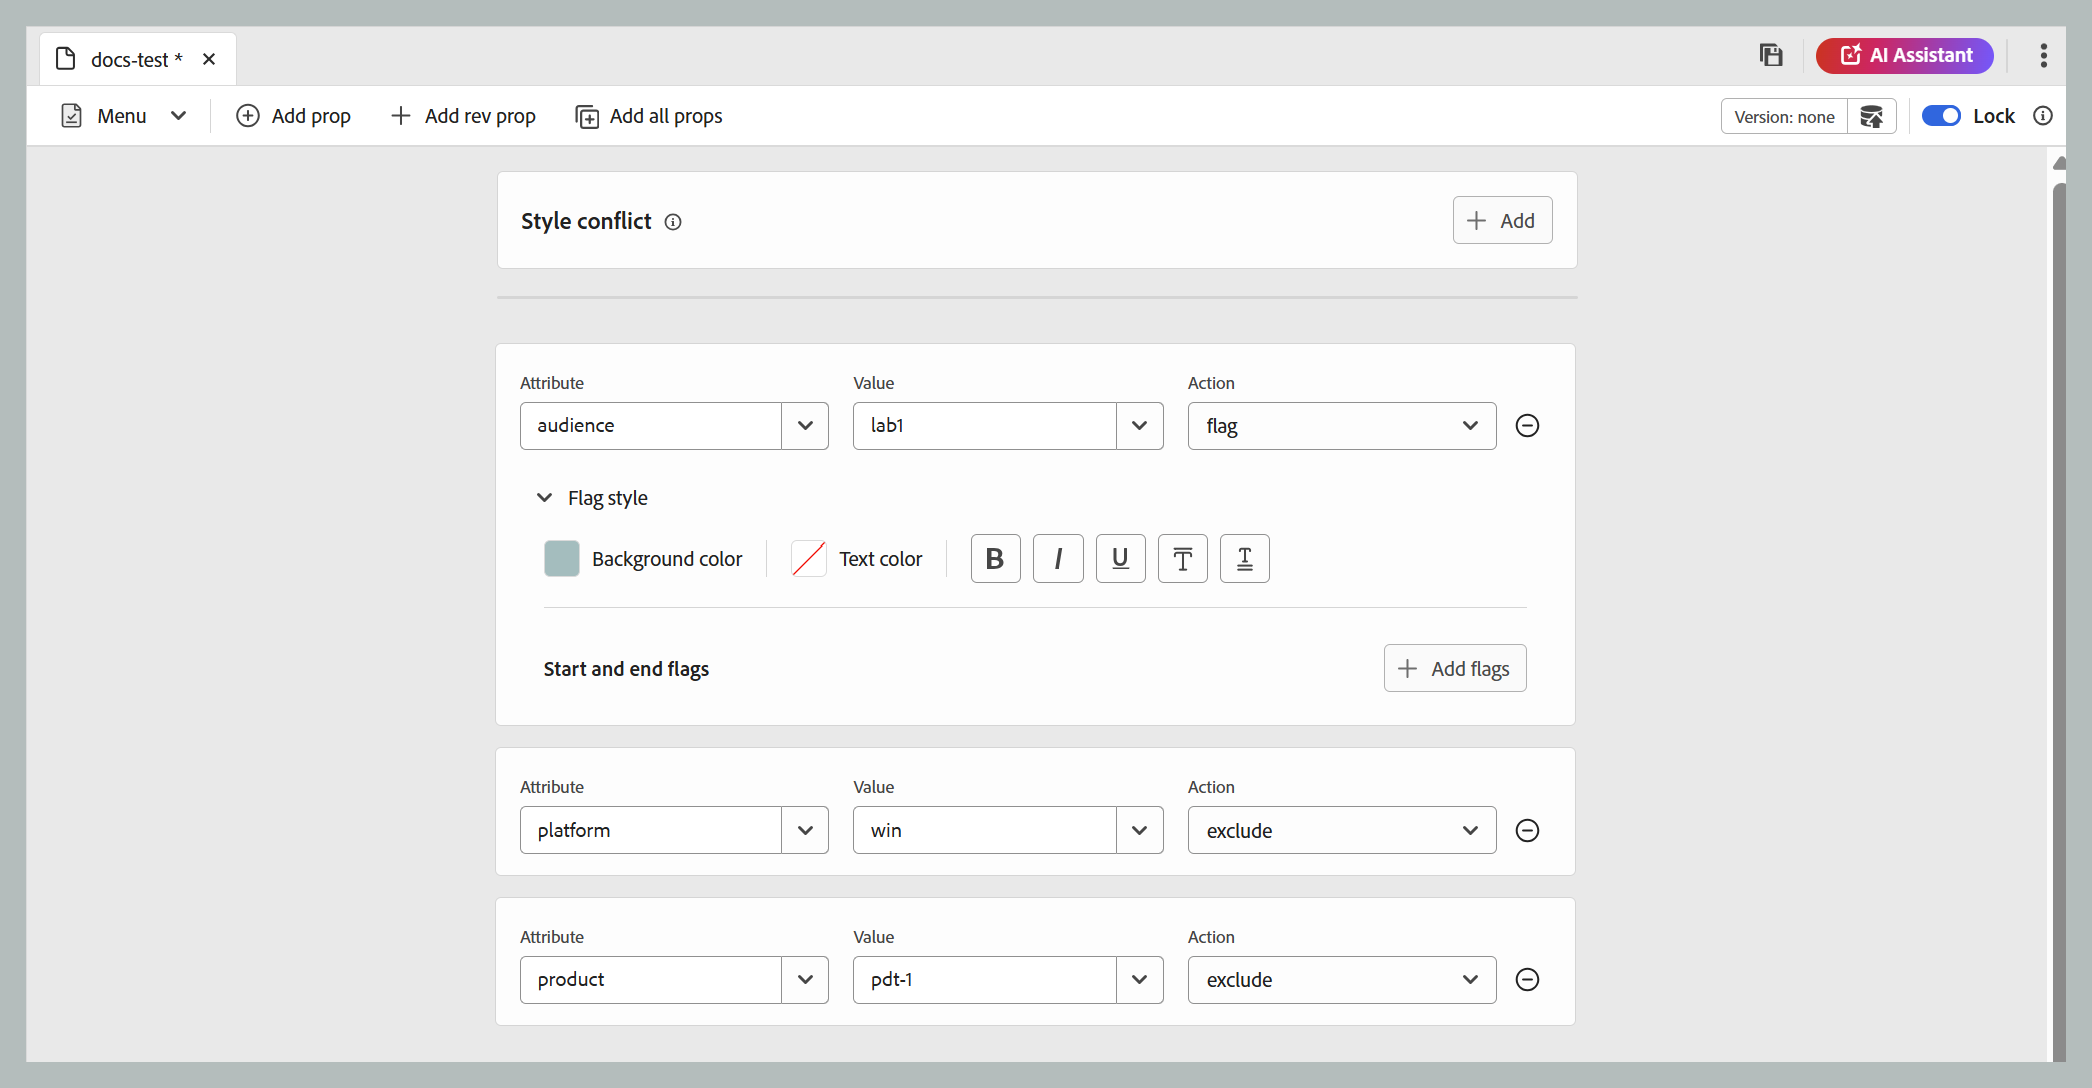 docs-test *
AI Assistant
Menu Add prop Add rev prop Add all props Version: none Lock
Style conflict Add
Attribute Value Action
audience lab1 flag
Flag style
Background color Text color B I U T T
Start and end flags Add flags
Attribute Value Action
platform win exclude
Attribute Value Action
product pdt-1 exclude